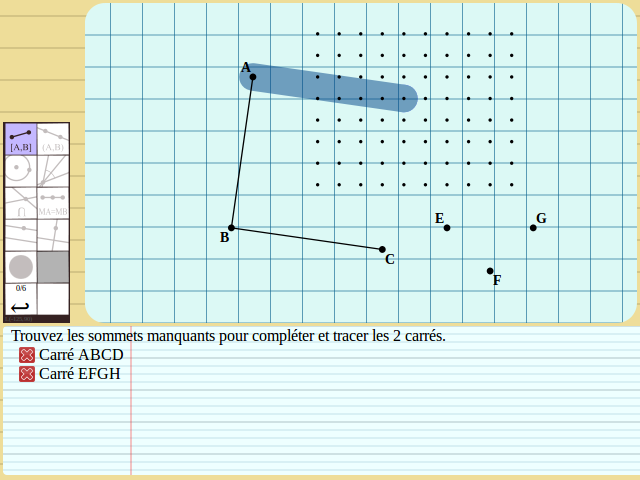 A
[A,B]
(A,B)
∩
MA=MB
E
G
B
C
F
0/6
Trouvez les sommets manquants pour compléter et tracer les 2 carrés.
Carré ABCD
Carré EFGH